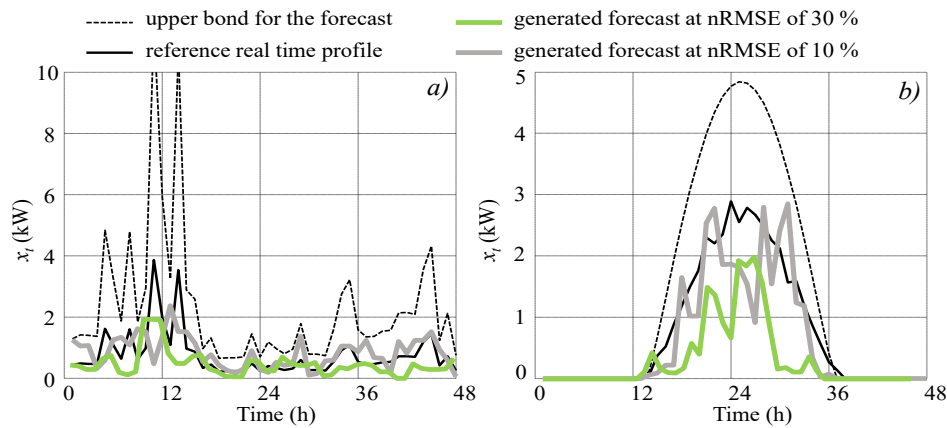 upper bond for the forecast
generated forecast at nRMSE of 30 %
reference real time profile
generated forecast at nRMSE of 10 %
10
8
6
4
2
0
x_t (kW)
a)
0 12 24 36 48
Time (h)
5
4
3
2
1
0
x_t (kW)
b)
0 12 24 36 48
Time (h)